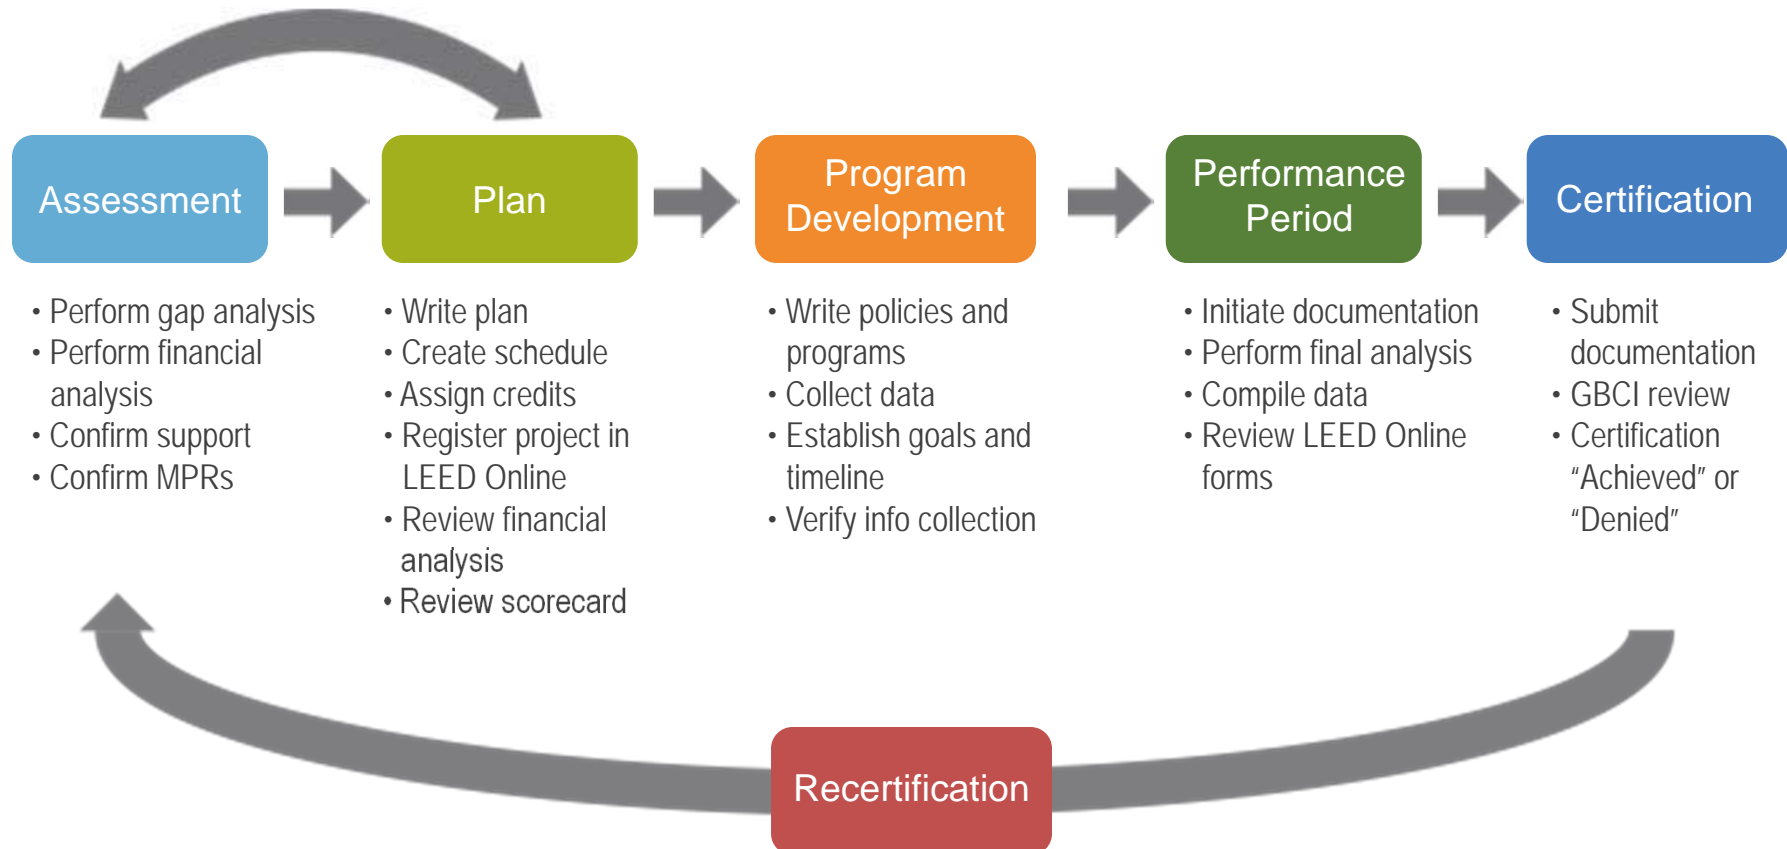 Assessment
Plan
Program
Development
Performance
Period
Certification
• Perform gap analysis
• Perform financial
analysis
• Confirm support
• Confirm MPRs
• Write plan
• Create schedule
• Assign credits
• Register project in
LEED Online
• Review financial
analysis
• Review scorecard
• Write policies and
programs
• Collect data
• Establish goals and
timeline
• Verify info collection
• Initiate documentation
• Perform final analysis
• Compile data
• Review LEED Online
forms
• Submit
documentation
• GBCI review
• Certification
“Achieved” or
“Denied”
Recertification